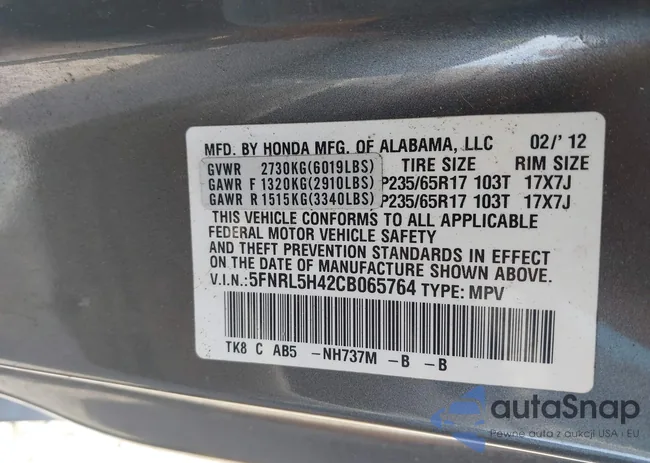 MFD. BY HONDA MFG. OF ALABAMA, LLC 02/' 12
GVWR 2730KG(6019LBS) TIRE SIZE RIM SIZE
GAWR F 1320KG(2910LBS) P235/65R17 103T 17X7J
GAWR R 1515KG(3340LBS) P235/65R17 103T 17X7J
THIS VEHICLE CONFORMS TO ALL APPLICABLE
FEDERAL MOTOR VEHICLE SAFETY
AND THEFT PREVENTION STANDARDS IN EFFECT
ON THE DATE OF MANUFACTURE SHOWN ABOVE.
V.I.N.:5FNRL5H42CB065764 TYPE: MPV
TK8 C AB5 -NH737M -B -B
autaSnap
Pewne auta z aukcji USA i EU